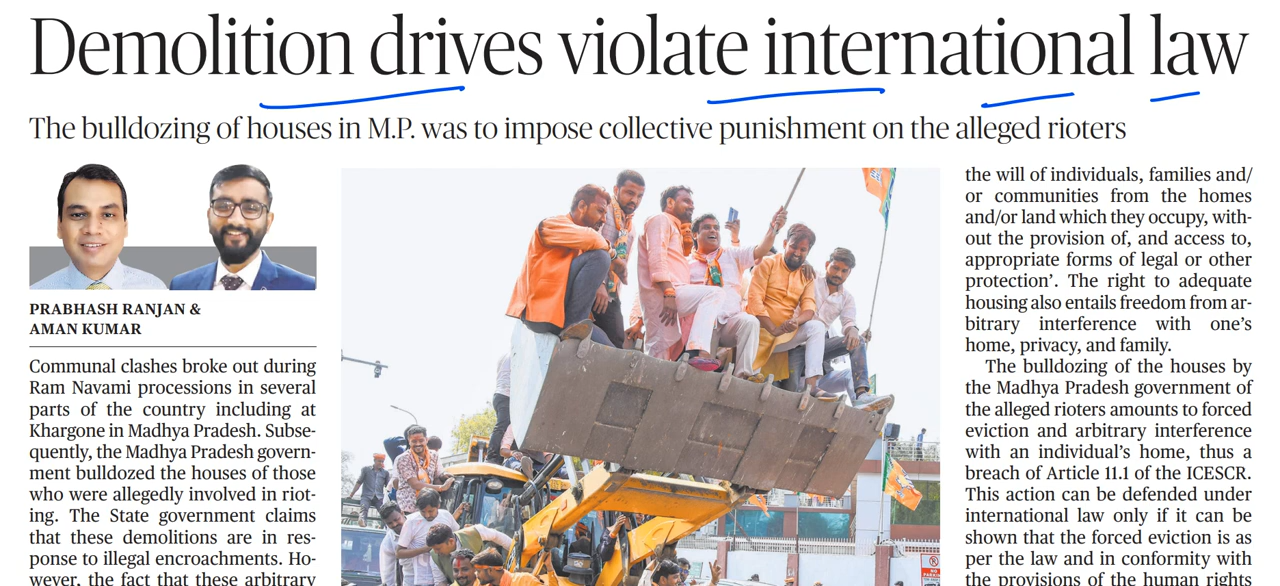 Demolition drives violate international law
The bulldozing of houses in M.P. was to impose collective punishment on the alleged rioters
PRABHASH RANJAN &
AMAN KUMAR
Communal clashes broke out during
Ram Navami processions in several
parts of the country including at
Khargone in Madhya Pradesh. Subse-
quently, the Madhya Pradesh govern-
ment bulldozed the houses of those
who were allegedly involved in riot-
ing. The State government claims
that these demolitions are in res-
ponse to illegal encroachments. Ho-
wever, the fact that these arbitrary
the will of individuals, families and/
or communities from the homes
and/or land which they occupy, with-
out the provision of, and access to,
appropriate forms of legal or other
protection’. The right to adequate
housing also entails freedom from ar-
bitrary interference with one’s
home, privacy, and family.
The bulldozing of the houses by
the Madhya Pradesh government of
the alleged rioters amounts to forced
eviction and arbitrary interference
with an individual’s home, thus a
breach of Article 11.1 of the ICESCR.
This action can be defended under
international law only if it can be
shown that the forced eviction is as
per the law and in conformity with
the provisions of the human rights